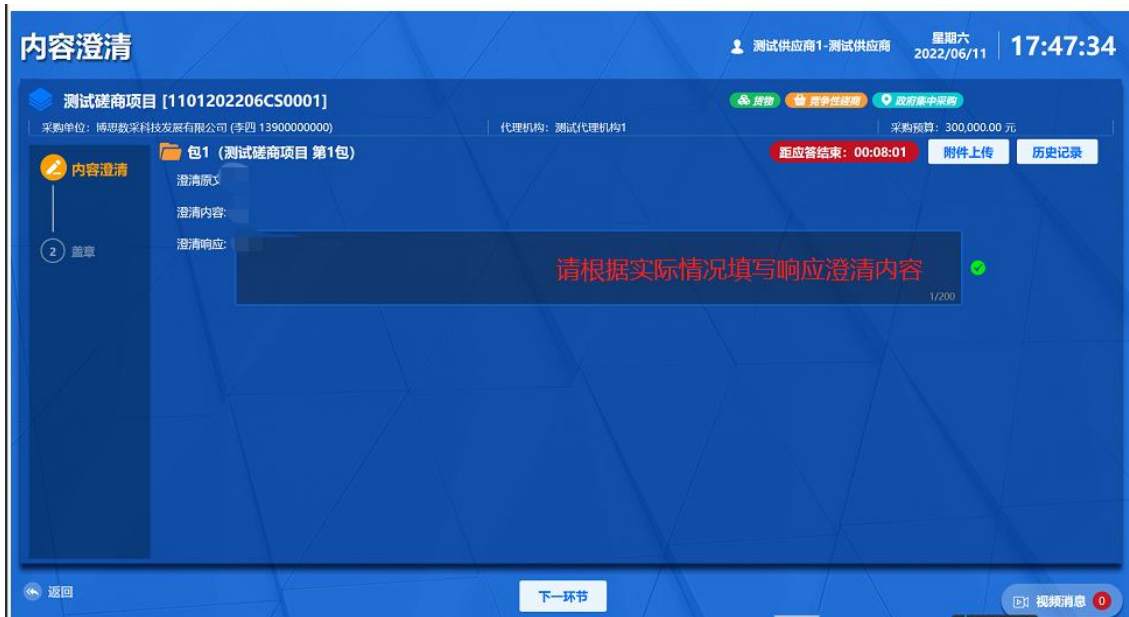 内容澄清
测试供应商1-测试供应商
星期六
2022/06/11
17:47:34
测试磋商项目 [1101202206CS0001]
货物
竞争性磋商
政府集中采购
采购单位：博思数采科技发展有限公司 (李四 13900000000)
代理机构：测试代理机构1
采购预算：300,000.00 元
内容澄清
包1（测试磋商项目 第1包）
距应答结束：00:08:01
附件上传
历史记录
澄清原
澄清内容:
2 盖章
澄清响应:
请根据实际情况填写响应澄清内容
1/200
返回
下一环节
视频消息 0